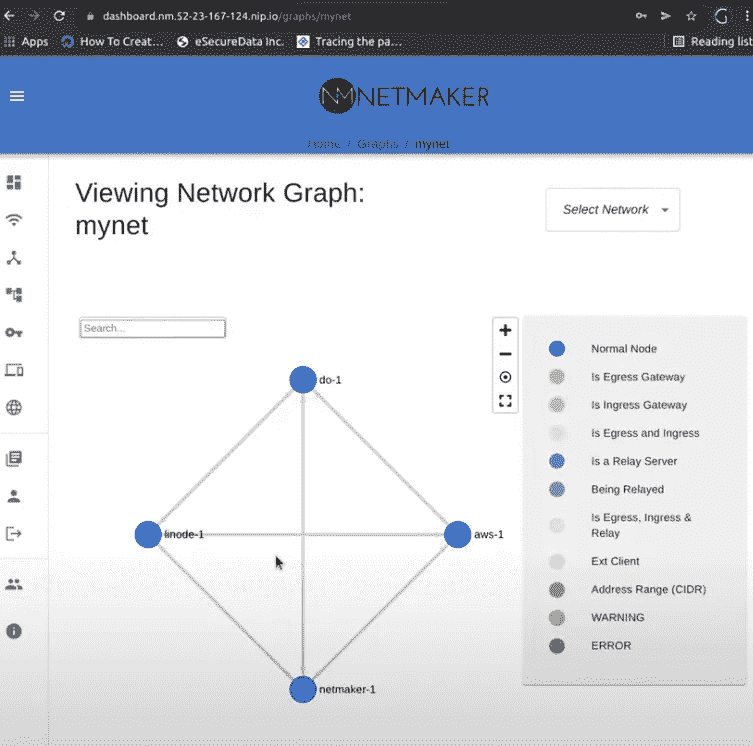 dashboard.nm.52-23-167-124.nip.io/graphs/mynet
Apps How To Creat... eSecureData Inc. Tracing the pa... Reading list
NM NETMAKER
Home / Graphs / mynet
Viewing Network Graph:
mynet
Select Network
Search...
do-1
linode-1
aws-1
netmaker-1
Normal Node
Is Egress Gateway
Is Ingress Gateway
Is Egress and Ingress
Is a Relay Server
Being Relayed
Is Egress, Ingress &
Relay
Ext Client
Address Range (CIDR)
WARNING
ERROR